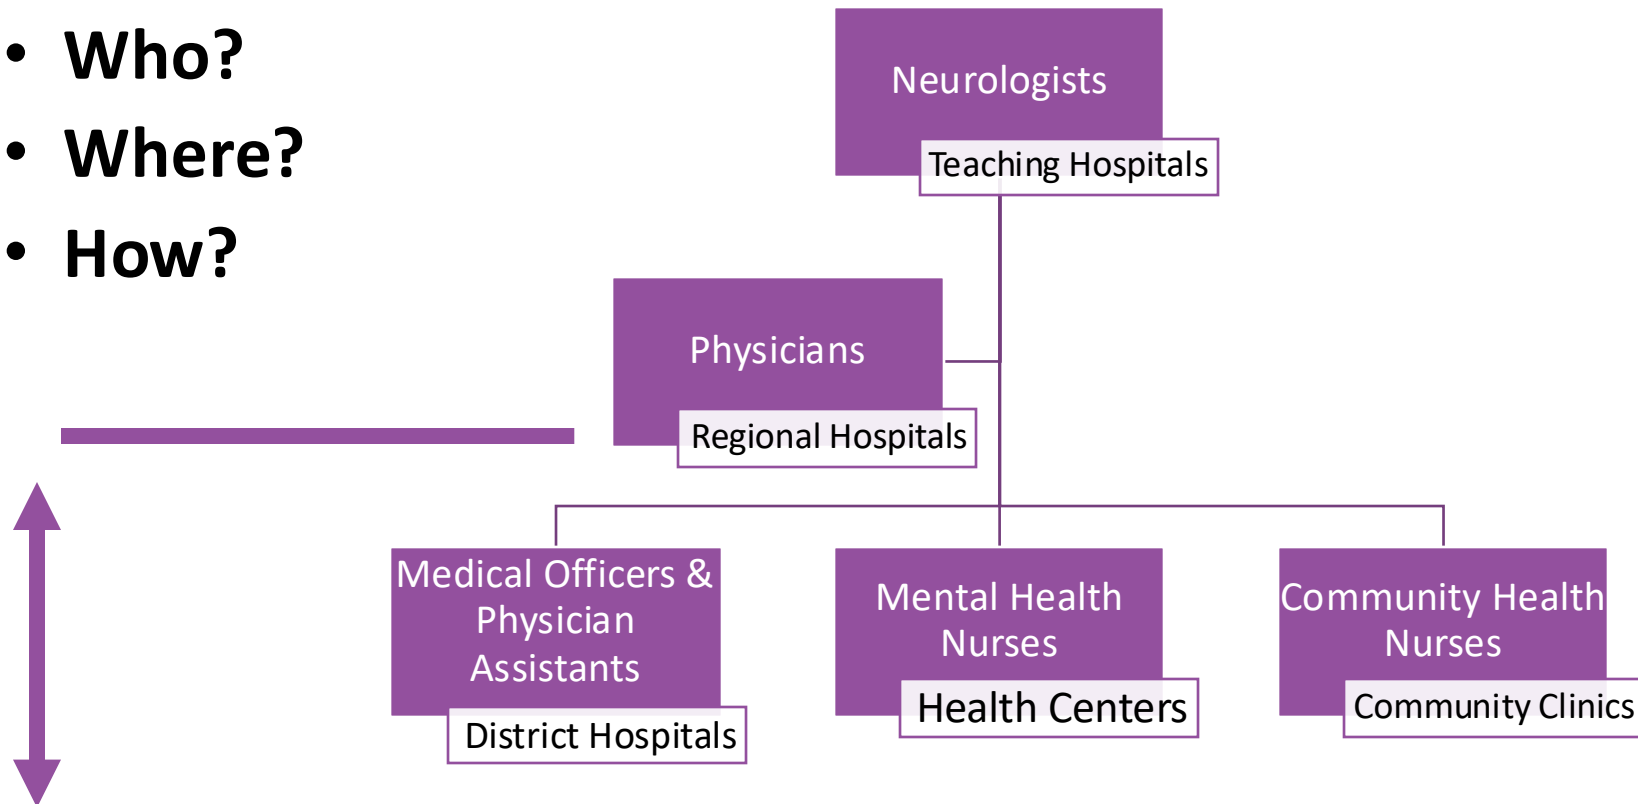 • Who?
• Where?
• How?
Neurologists
Teaching Hospitals
Physicians
Regional Hospitals
Medical Officers &
Physician
Assistants
District Hospitals
Mental Health
Nurses
Health Centers
Community Health
Nurses
Community Clinics